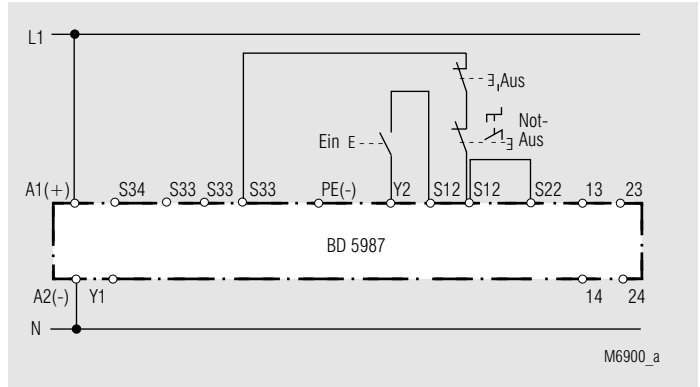 L1
Aus
Not-
Aus
Ein E
A1(+) S34 S33 S33 S33 PE(-) Y2 S12 S12 S22 13 23
BD 5987
A2(-) Y1 14 24
N
M6900_a